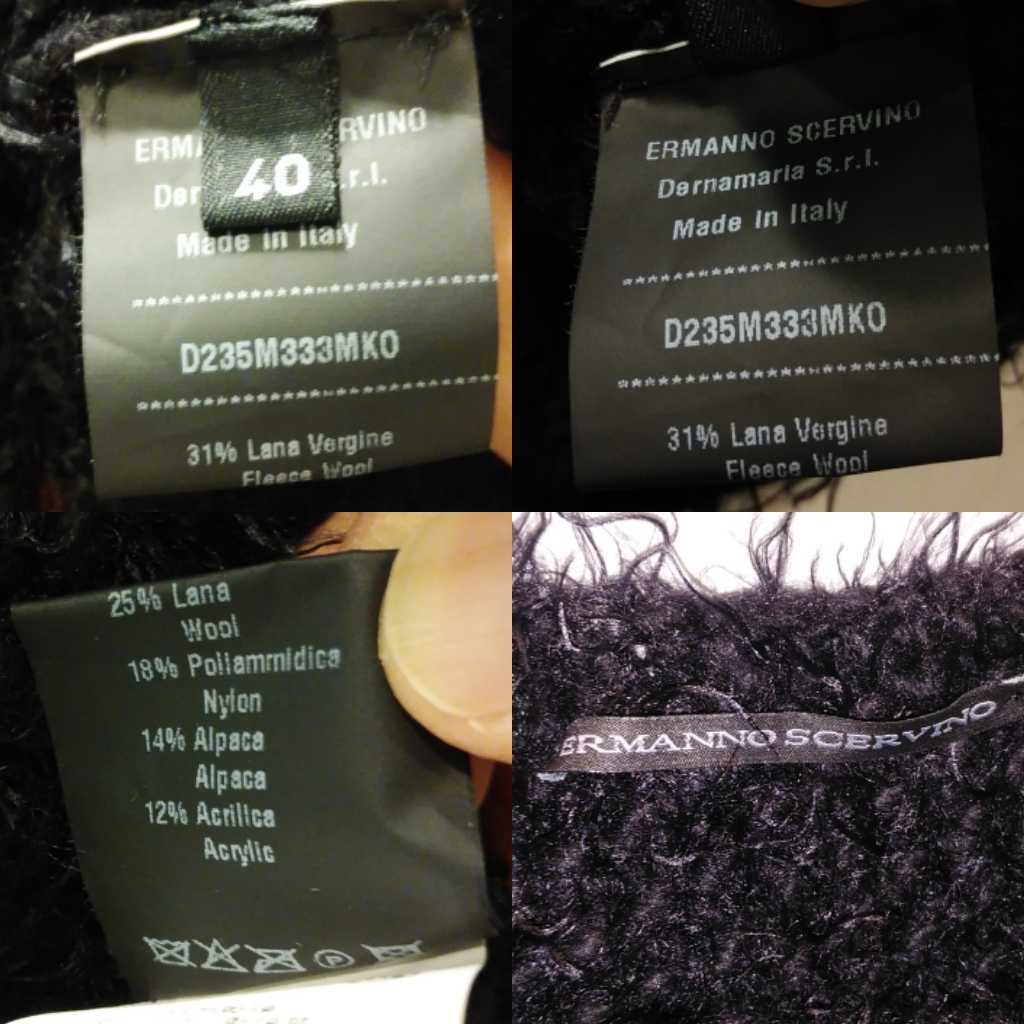 ERMA RVINO
40
Der .r.l.
Made in Italy
***************************
D235M333MKO
***************************
31% Lana Vergine
Fleece Wool
ERMANNO SCERVINO
Dernamaria S.r.l.
Made in Italy
***************************
D235M333MKO
***************************
31% Lana Vergine
Fleece Wool
25% Lana
Wool
18% Poliammidica
Nylon
14% Alpaca
Alpaca
12% Acrilica
Acrylic
P
ERMANNO SCERVINO